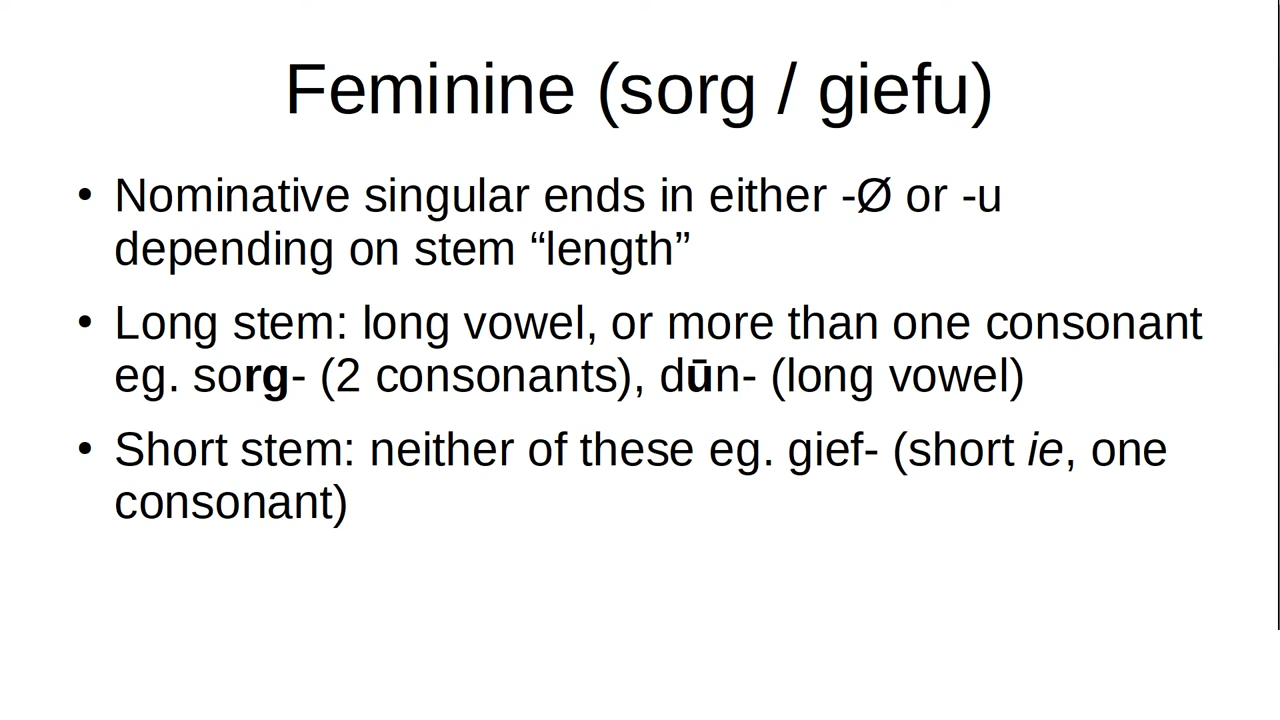 Feminine (sorg / giefu)
• Nominative singular ends in either -Ø or -u
depending on stem “length”
• Long stem: long vowel, or more than one consonant
eg. sorg- (2 consonants), dūn- (long vowel)
• Short stem: neither of these eg. gief- (short ie, one
consonant)